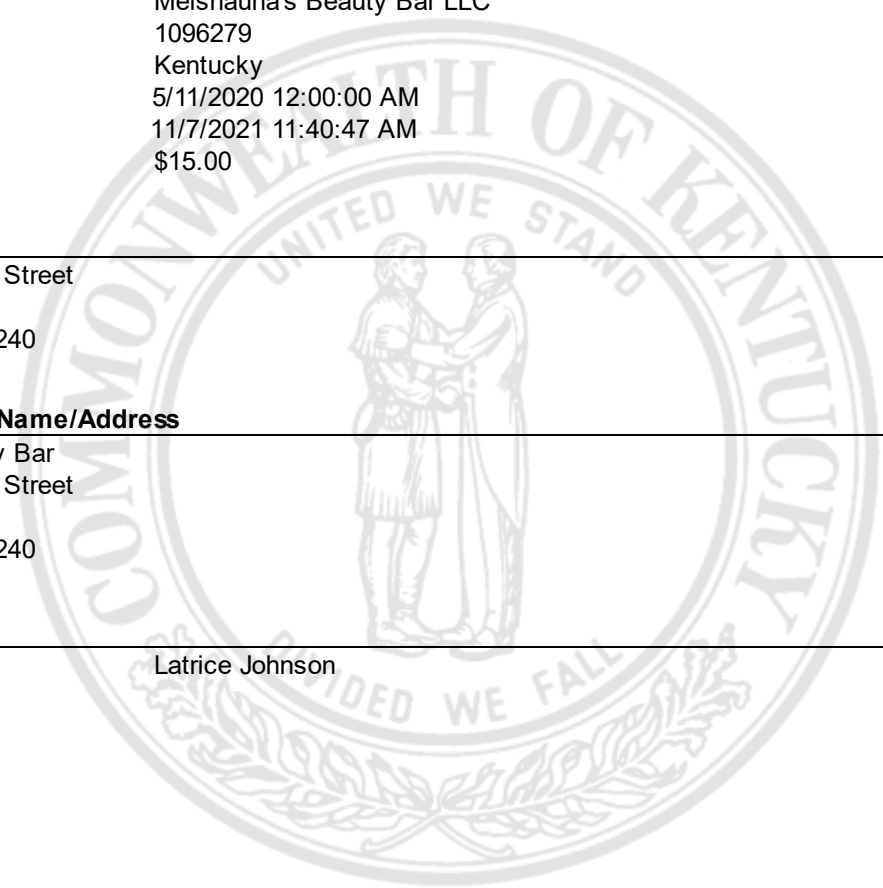 Meishauna's Beauty Bar LLC
1096279
Kentucky
5/11/2020 12:00:00 AM
11/7/2021 11:40:47 AM
$15.00
Street
240
Name/Address
Bar
Street
240
Latrice Johnson
COMMONWEALTH OF KENTUCKY
UNITED WE STAND
DIVIDED WE FALL